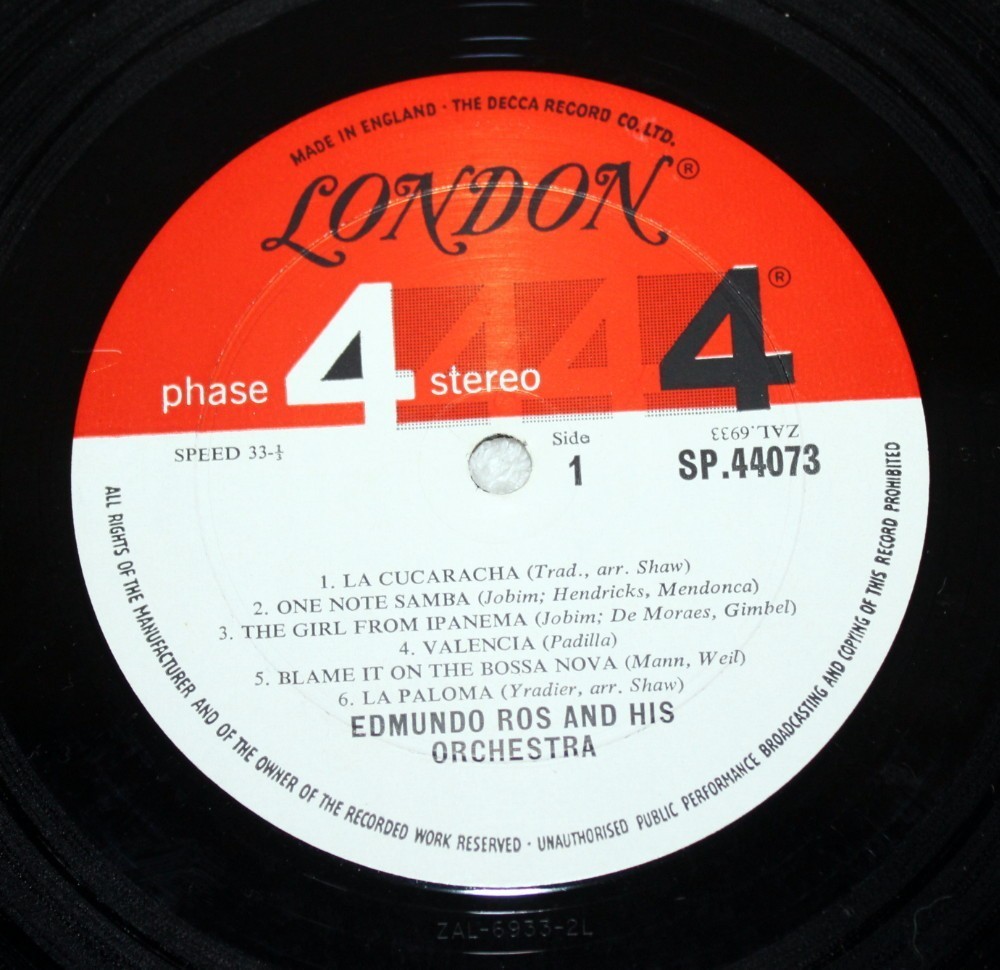 MADE IN ENGLAND · THE DECCA RECORD CO. LTD.
LONDON®
phase 4 stereo 4 4 4®
SPEED 33-⅓
Side
1
ZAL.6933
SP.44073
1. LA CUCARACHA (Trad., arr. Shaw)
2. ONE NOTE SAMBA (Jobim; Hendricks, Mendonca)
3. THE GIRL FROM IPANEMA (Jobim; De Moraes, Gimbel)
4. VALENCIA (Padilla)
5. BLAME IT ON THE BOSSA NOVA (Mann, Weil)
6. LA PALOMA (Yradier, arr. Shaw)
EDMUNDO ROS AND HIS
ORCHESTRA
ALL RIGHTS OF THE MANUFACTURER AND OF THE OWNER OF THE RECORDED WORK RESERVED · UNAUTHORISED PUBLIC PERFORMANCE BROADCASTING AND COPYING OF THIS RECORD PROHIBITED
ZAL-6933-2L